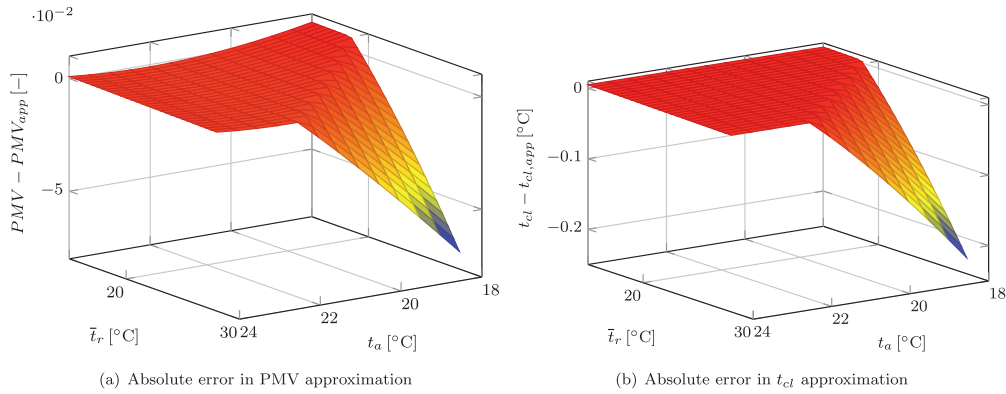 ·10⁻²
0
−5
PMV − PMV_app [−]
20
30
t̄_r [°C]
24
22
20
18
t_a [°C]
(a) Absolute error in PMV approximation
0
−0.1
−0.2
t_cl − t_cl,app [°C]
20
30
t̄_r [°C]
24
22
20
18
t_a [°C]
(b) Absolute error in t_cl approximation